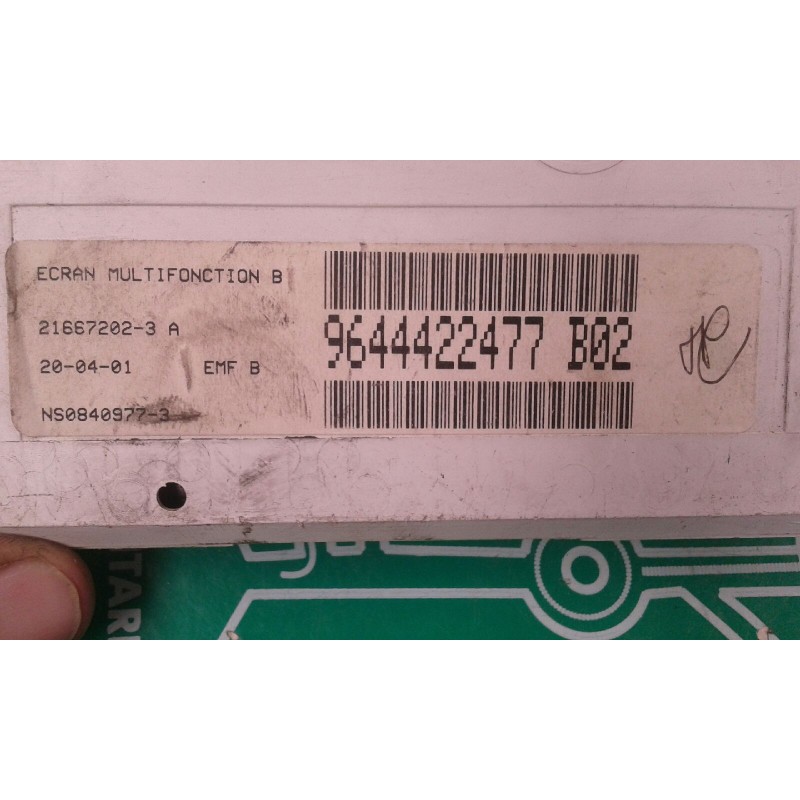 ECRAN MULTIFONCTION B
21667202-3 A
20-04-01 EMF B
NS0840977-3
9644422477 B02